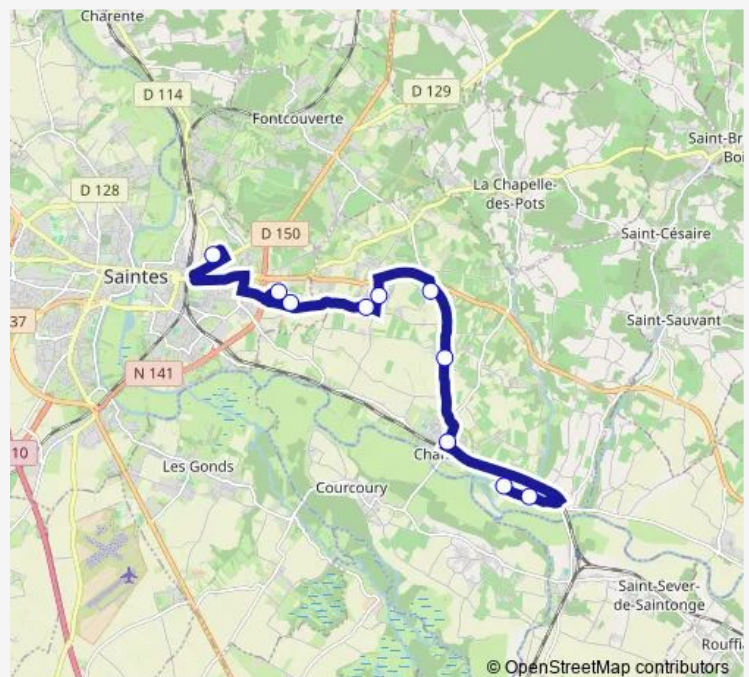 Charente
D 114
D 129
Fontcouverte
Saint-Br
Boi
D 128
La Chapelle-
des-Pots
D 150
Saint-Césaire
Saintes
37
Saint-Sauvant
N 141
10
Cha
Les Gonds
Courcoury
Saint-Sever-
de-Saintonge
Rouffi
© OpenStreetMap contributors